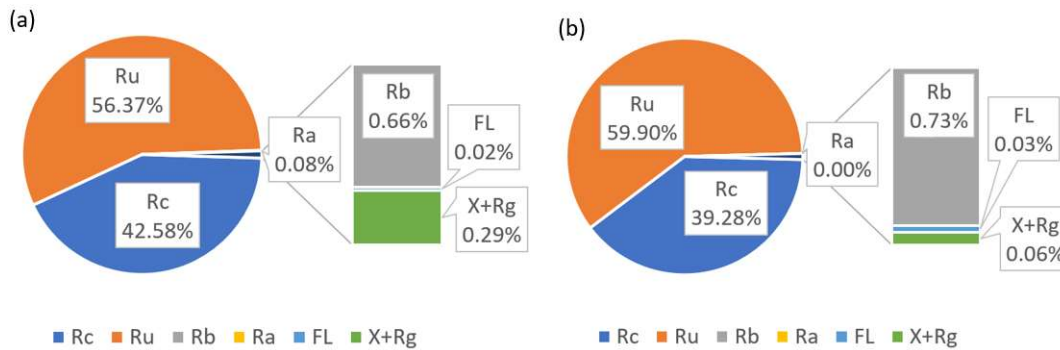 (a)
Ru
56.37%
Rc
42.58%
Ra
0.08%
Rb
0.66%
FL
0.02%
X+Rg
0.29%
Rc Ru Rb Ra FL X+Rg
(b)
Ru
59.90%
Rc
39.28%
Ra
0.00%
Rb
0.73%
FL
0.03%
X+Rg
0.06%
Rc Ru Rb Ra FL X+Rg